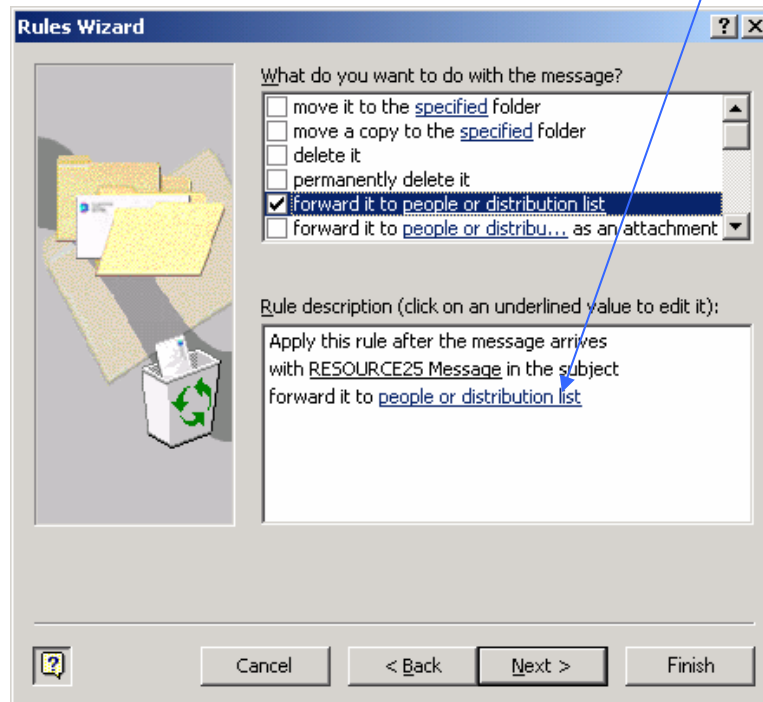 Rules Wizard
What do you want to do with the message?
move it to the specified folder
move a copy to the specified folder
delete it
permanently delete it
forward it to people or distribution list
forward it to people or distribu... as an attachment
Rule description (click on an underlined value to edit it):
Apply this rule after the message arrives
with RESOURCE25 Message in the subject
forward it to people or distribution list
Cancel < Back Next > Finish